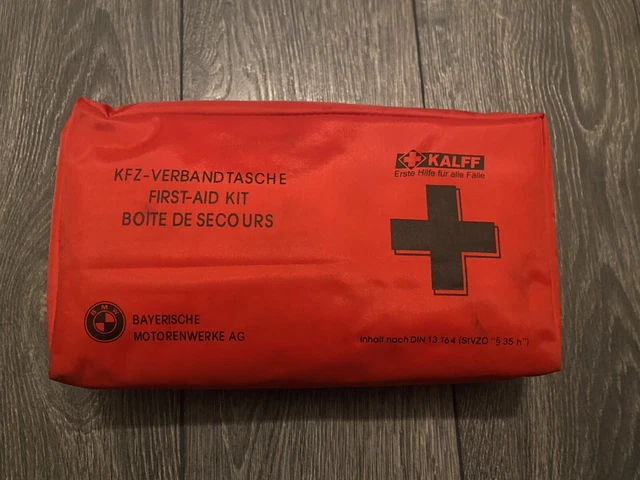 KFZ-VERBANDTASCHE
FIRST-AID KIT
BOITE DE SECOURS
KALFF
Erste Hilfe für alle Fälle
BMW
BAYERISCHE
MOTORENWERKE AG
Inhalt nach DIN 13 164 (StVZO "§ 35 h")